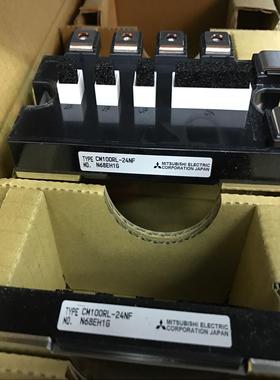 TYPE CM100RL-24NF
NO. N68EH1G
MITSUBISHI ELECTRIC
CORPORATION JAPAN
TYPE CM100RL-24NF
NO. N68EH1G
MITSUBISHI ELECTRIC
CORPORATION JAPAN